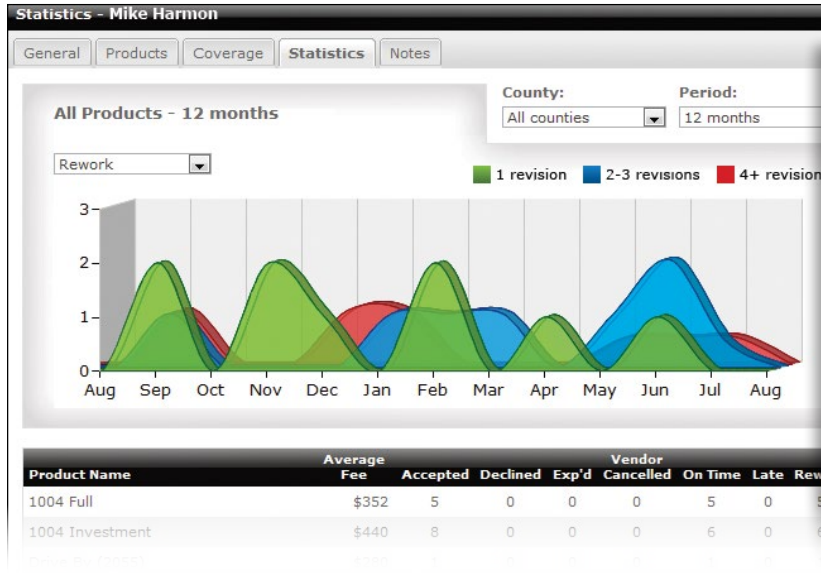 Statistics - Mike Harmon
General Products Coverage Statistics Notes
County: Period:
All Products - 12 months
All counties 12 months
Rework
1 revision 2-3 revisions 4+ revision
3
2
1
0
Aug Sep Oct Nov Dec Jan Feb Mar Apr May Jun Jul Aug
Average Vendor
Product Name Fee Accepted Declined Exp'd Cancelled On Time Late Rew
1004 Full $352 5 0 0 0 5 0
1004 Investment $440 8 0 0 0 6 0